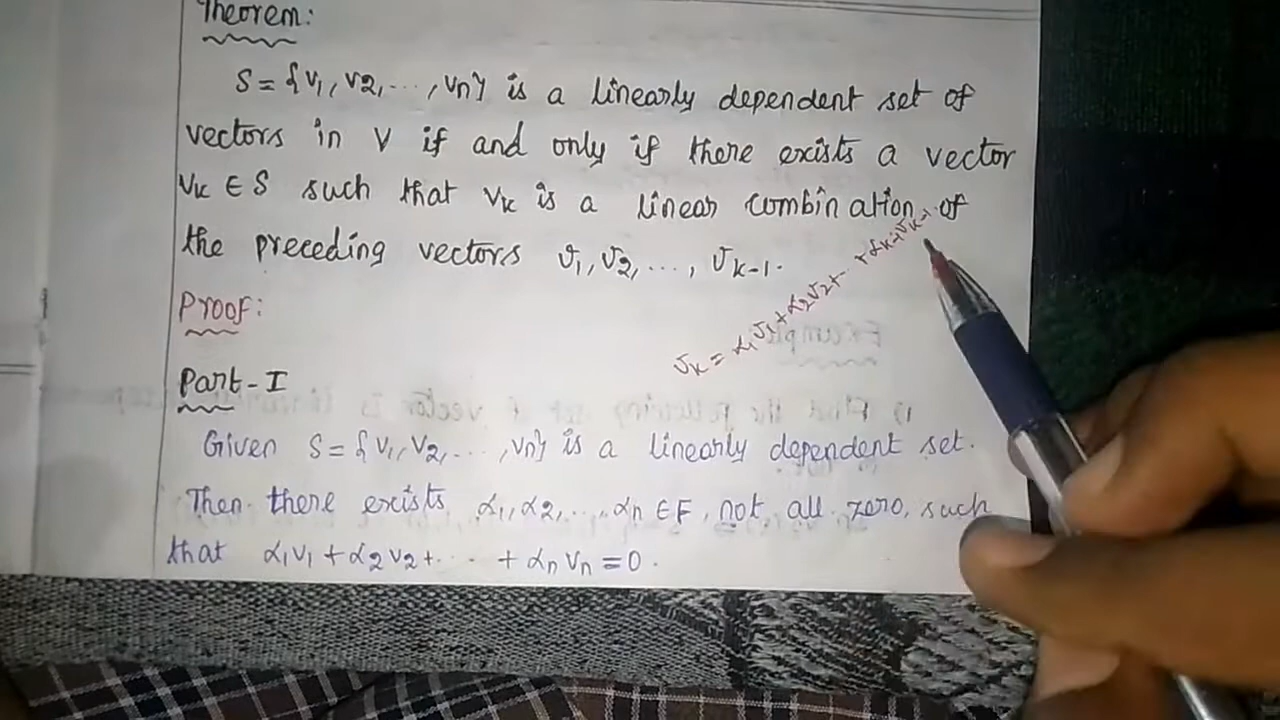 Theorem:
S = {v₁, v₂, ..., vₙ} is a linearly dependent set of
vectors in V if and only if there exists a vector
vₖ ∈ S such that vₖ is a linear combination of
the preceding vectors v₁, v₂, ..., vₖ₋₁.
vₖ = α₁v₁ + α₂v₂ + ... + αₖ₋₁vₖ₋₁
Proof:
Part-I
Given S = {v₁, v₂, ..., vₙ} is a linearly dependent set.
Then there exists α₁, α₂, ..., αₙ ∈ F, not all zero, such
that α₁v₁ + α₂v₂ + ... + αₙvₙ = 0.